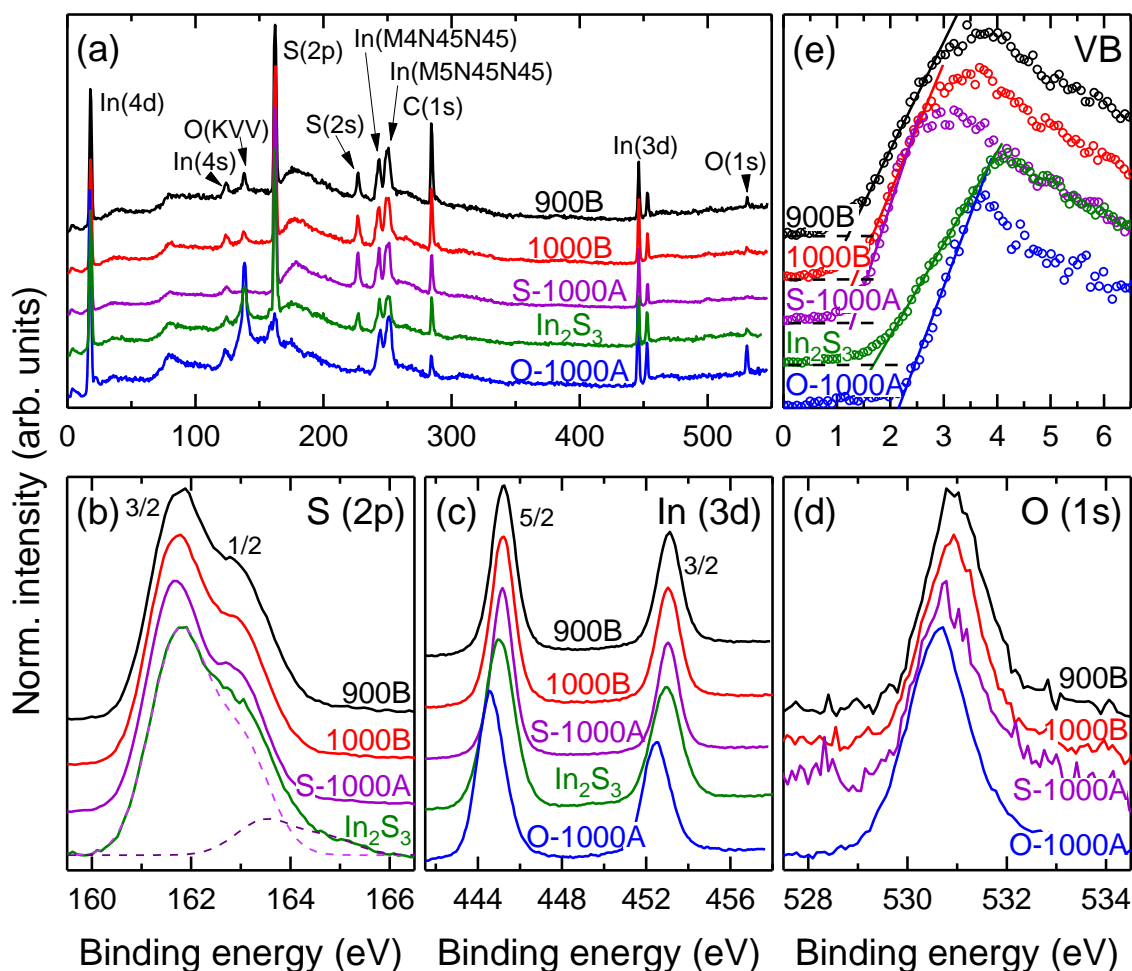 Norm. intensity (arb. units)
(a)
In(4d)
In(4s)
O(KVV)
S(2p)
S(2s)
In(M4N45N45)
In(M5N45N45)
C(1s)
In(3d)
O(1s)
900B
1000B
S-1000A
In₂S₃
O-1000A
0 100 200 300 400 500
(e) VB
900B
1000B
S-1000A
In₂S₃
O-1000A
0 1 2 3 4 5 6
(b) S (2p)
3/2
1/2
900B
1000B
S-1000A
In₂S₃
160 162 164 166
Binding energy (eV)
(c) In (3d)
5/2
3/2
900B
1000B
S-1000A
In₂S₃
O-1000A
444 448 452 456
Binding energy (eV)
(d) O (1s)
900B
1000B
S-1000A
O-1000A
528 530 532 534
Binding energy (eV)